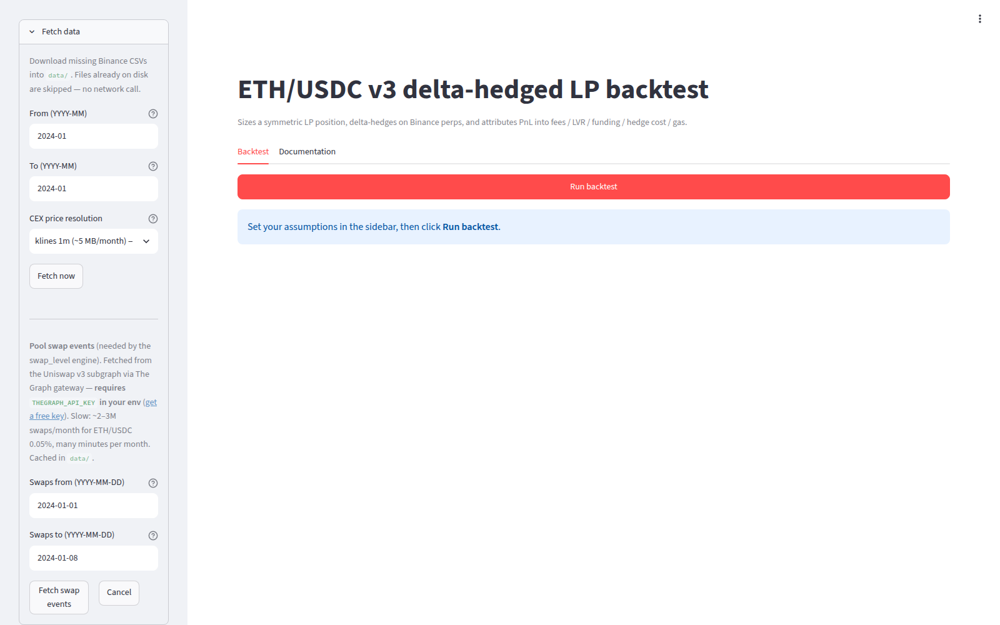 Fetch data
Download missing Binance CSVs
into data/ . Files already on disk
are skipped — no network call.
From (YYYY-MM)
2024-01
To (YYYY-MM)
2024-01
CEX price resolution
klines 1m (~5 MB/month) –
Fetch now
Pool swap events (needed by the
swap_level engine). Fetched from
the Uniswap v3 subgraph via The
Graph gateway — requires
THEGRAPH_API_KEY in your env (get
a free key). Slow: ~2–3M
swaps/month for ETH/USDC
0.05%, many minutes per month.
Cached in data/ .
Swaps from (YYYY-MM-DD)
2024-01-01
Swaps to (YYYY-MM-DD)
2024-01-08
Fetch swap
events
Cancel
ETH/USDC v3 delta-hedged LP backtest
Sizes a symmetric LP position, delta-hedges on Binance perps, and attributes PnL into fees / LVR / funding / hedge cost / gas.
Backtest Documentation
Run backtest
Set your assumptions in the sidebar, then click Run backtest.